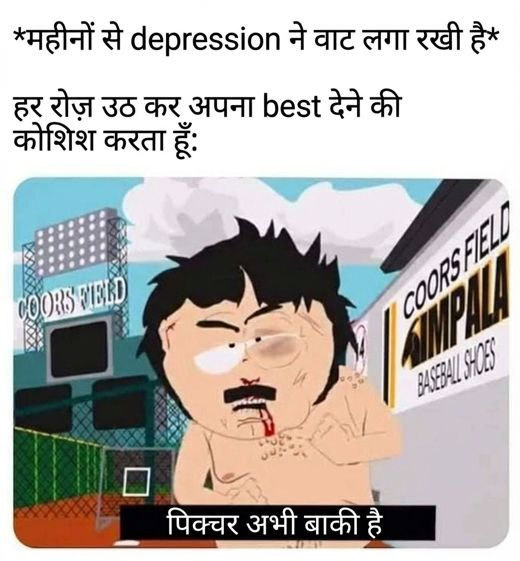 *महीनों से depression ने वाट लगा रखी है*
हर रोज़ उठ कर अपना best देने की
कोशिश करता हूँ:
COORS FIELD
COORS FIELD
IMPALA
BASEBALL SHOES
पिक्चर अभी बाकी है